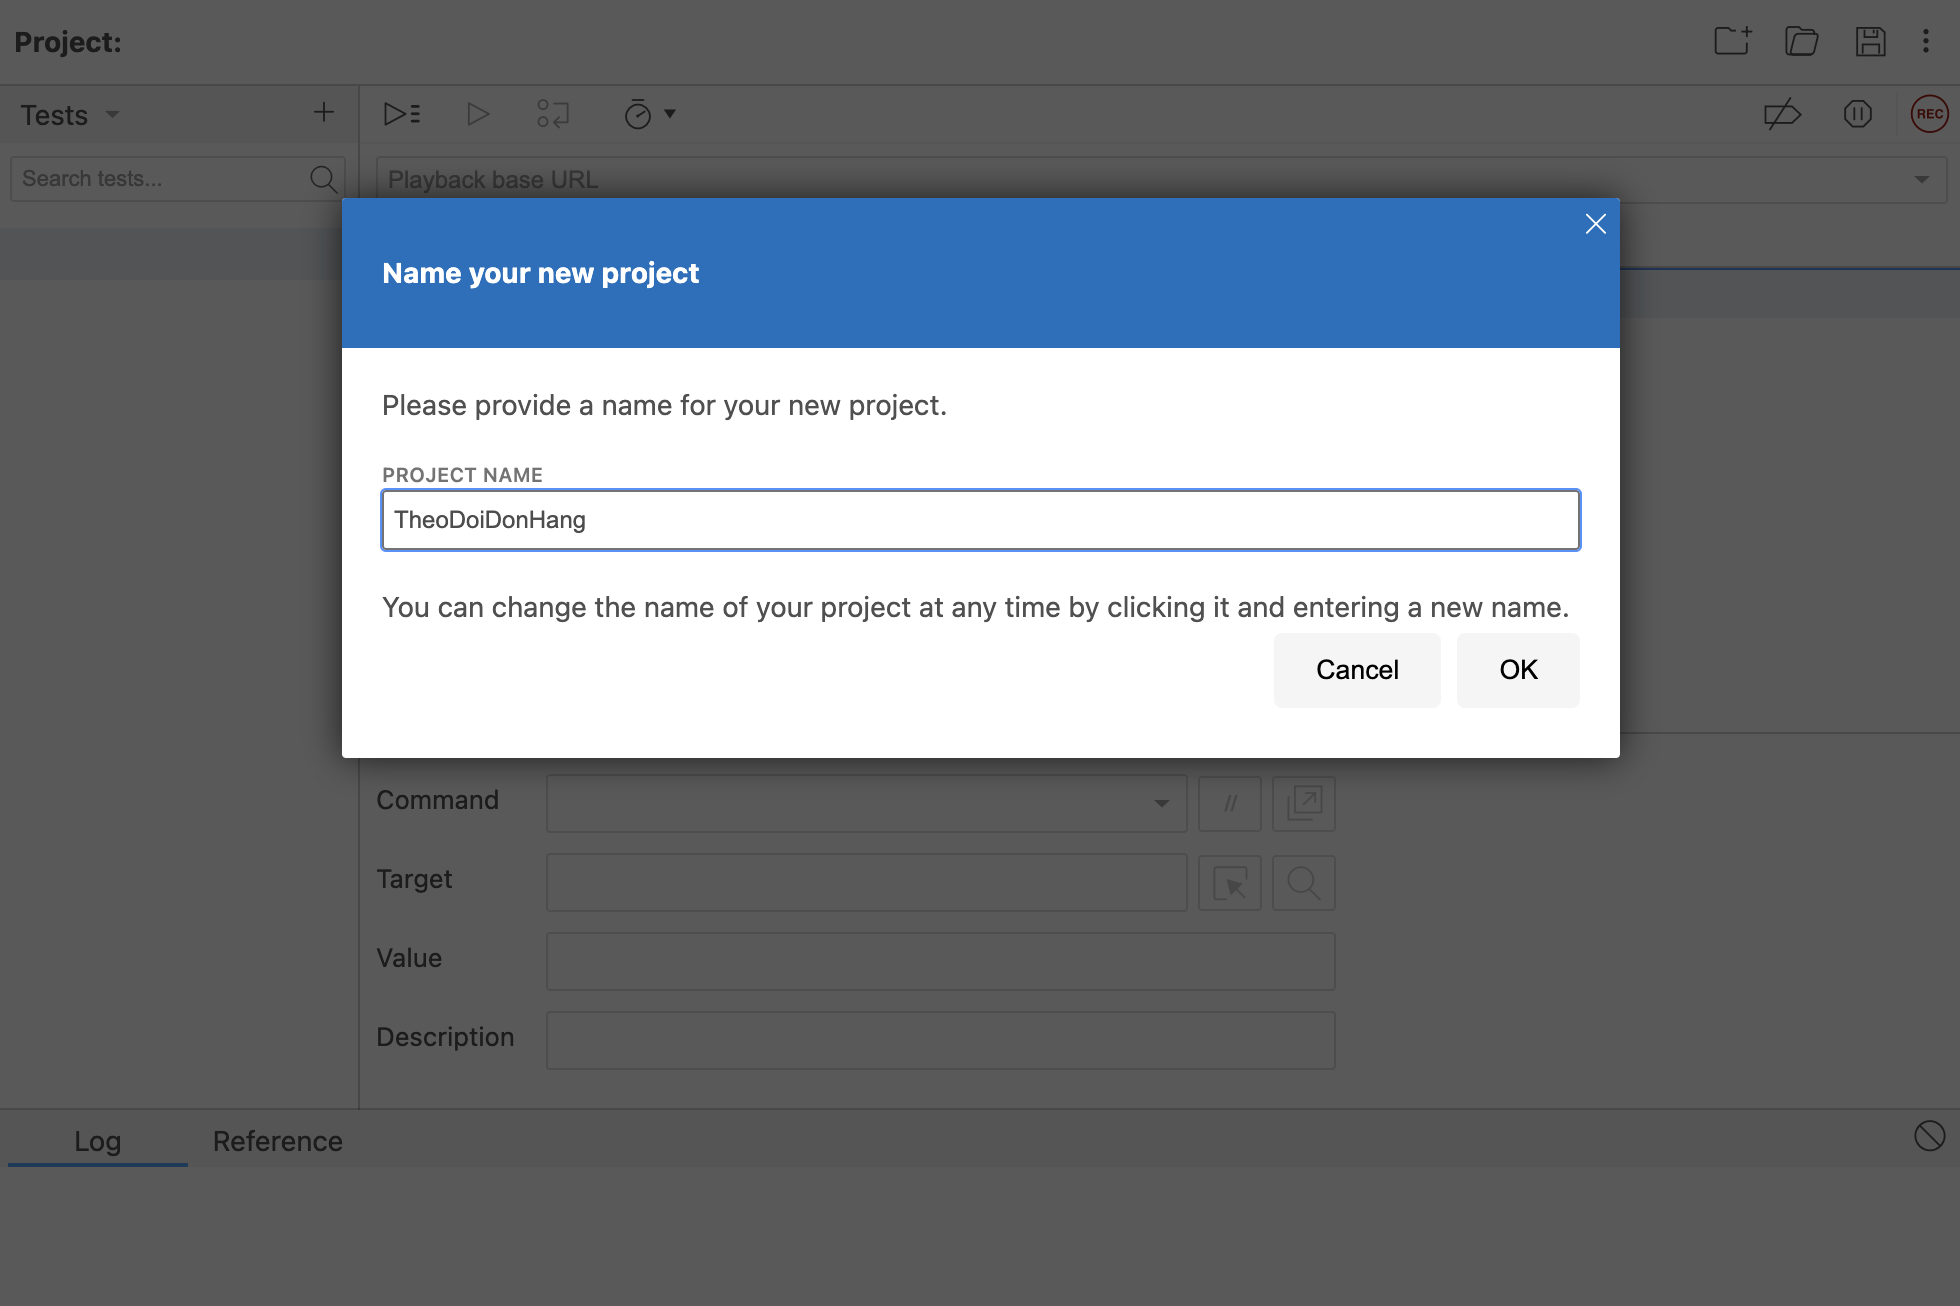 Project:
Tests
REC
Search tests...
Playback base URL
Name your new project
Please provide a name for your new project.
PROJECT NAME
TheoDoiDonHang
You can change the name of your project at any time by clicking it and entering a new name.
Cancel OK
Command
//
Target
Value
Description
Log Reference